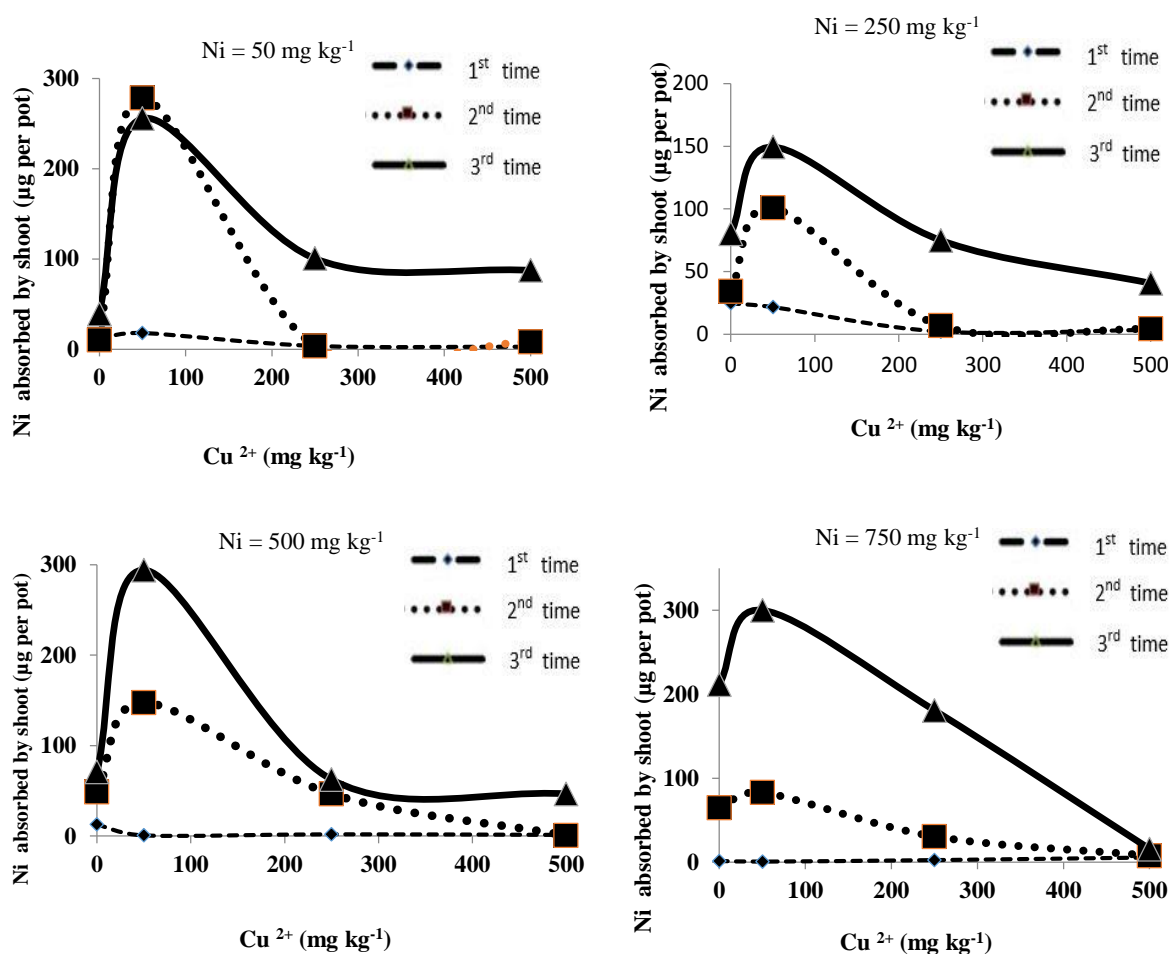 Ni = 50 mg kg-1
1st time
2nd time
3rd time
300
200
100
0
0 100 200 300 400 500
Ni absorbed by shoot (µg per pot)
Cu 2+ (mg kg-1)
Ni = 250 mg kg-1
1st time
2nd time
3rd time
200
150
100
50
0
0 100 200 300 400 500
Ni absorbed by shoot (µg per pot)
Cu 2+ (mg kg-1)
Ni = 500 mg kg-1
1st time
2nd time
3rd time
300
200
100
0
0 100 200 300 400 500
Ni absorbed by shoot (µg per pot)
Cu 2+ (mg kg-1)
Ni = 750 mg kg-1
1st time
2nd time
3rd time
300
200
100
0
0 100 200 300 400 500
Ni absorbed by shoot (µg per pot)
Cu 2+ (mg kg-1)